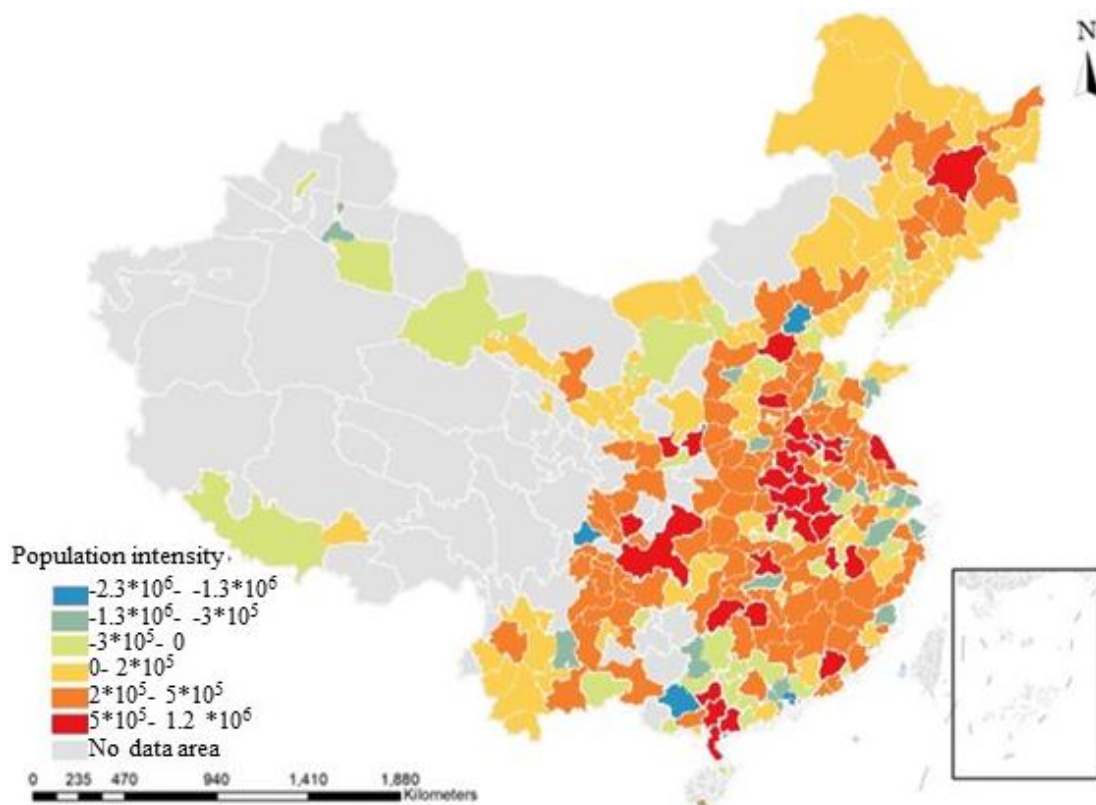 N
Population intensity
-2.3*10⁶- -1.3*10⁶
-1.3*10⁶- -3*10⁵
-3*10⁵- 0
0- 2*10⁵
2*10⁵- 5*10⁵
5*10⁵- 1.2 *10⁶
No data area
0 235 470 940 1,410 1,880
Kilometers